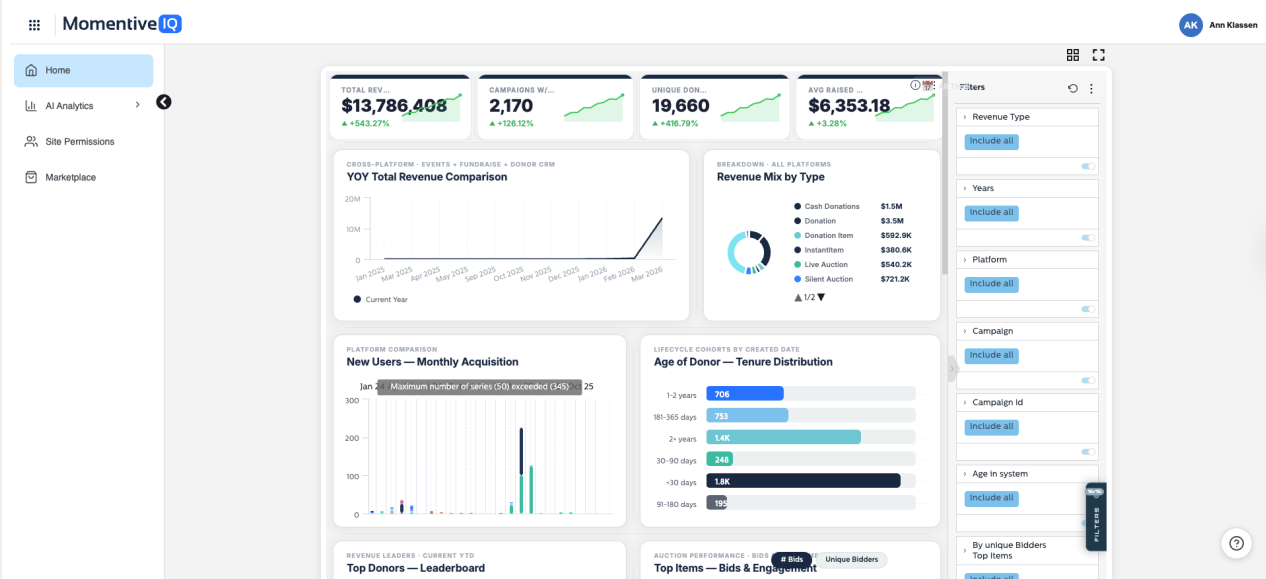 Momentive IQ
AK
Ann Klassen
Home
AI Analytics
Site Permissions
Marketplace
TOTAL REV...
$13,786,408
+543.27%
CAMPAIGNS W/...
2,170
+126.12%
UNIQUE DON...
19,660
+416.79%
AVG RAISED ...
$6,353.18
+3.28%
CROSS-PLATFORM · EVENTS + FUNDRAISE + DONOR CRM
YOY Total Revenue Comparison
20M
10M
0
Jan 2025
Mar 2025
Apr 2025
May 2025
Sep 2025
Oct 2025
Nov 2025
Dec 2025
Jan 2026
Feb 2026
Mar 2026
Current Year
BREAKDOWN · ALL PLATFORMS
Revenue Mix by Type
Cash Donations $1.5M
Donation $3.5M
Donation Item $592.9K
InstantItem $380.6K
Live Auction $540.2K
Silent Auction $721.2K
1/2
PLATFORM COMPARISON
New Users — Monthly Acquisition
Jan 24
Maximum number of series (50) exceeded (345)
25
300
200
100
0
LIFECYCLE COHORTS BY CREATED DATE
Age of Donor — Tenure Distribution
1-2 years 706
181-365 days 753
2+ years 1.4K
30-90 days 248
<30 days 1.8K
91-180 days 195
REVENUE LEADERS · CURRENT YTD
Top Donors — Leaderboard
AUCTION PERFORMANCE · BIDS
Top Items — Bids & Engagement
# Bids
Unique Bidders
Filters
Revenue Type
Include all
Years
Include all
Platform
Include all
Campaign
Include all
Campaign Id
Include all
Age in system
Include all
By unique Bidders
Top Items
Include all
FILTERS